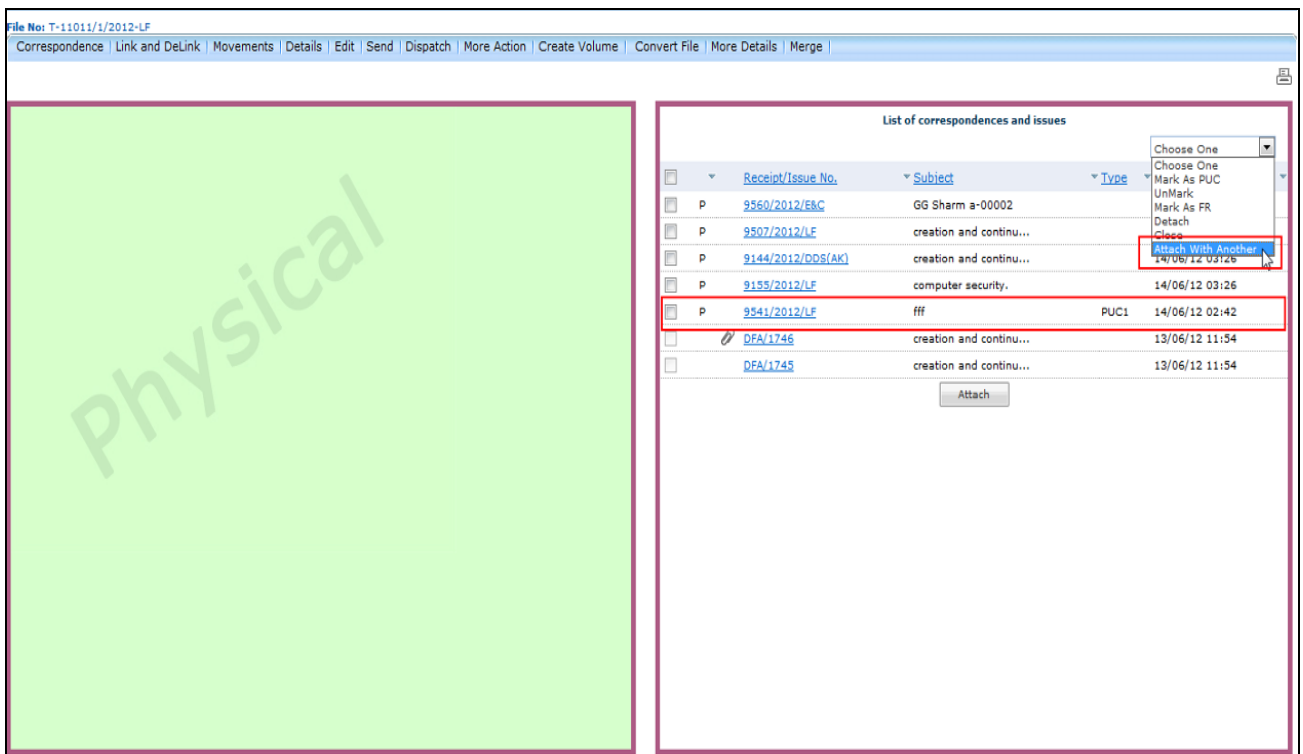 File No: T-11011/1/2012-LF
Correspondence | Link and DeLink | Movements | Details | Edit | Send | Dispatch | More Action | Create Volume | Convert File | More Details | Merge |
Physical
List of correspondences and issues
Choose One
Choose One
Mark As PUC
UnMark
Mark As FR
Detach
Close
Attach With Another
Receipt/Issue No. Subject Type
P 9560/2012/E&C GG Sharm a-00002
P 9507/2012/LF creation and continu...
P 9144/2012/DDS(AK) creation and continu... 14/06/12 03:26
P 9155/2012/LF computer security. 14/06/12 03:26
P 9541/2012/LF fff PUC1 14/06/12 02:42
DFA/1746 creation and continu... 13/06/12 11:54
DFA/1745 creation and continu... 13/06/12 11:54
Attach